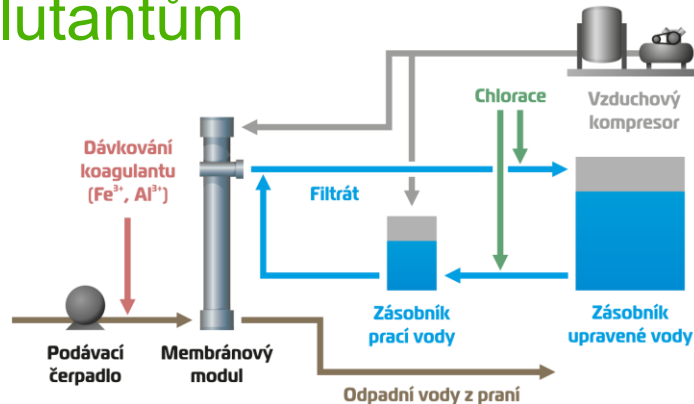 lutantům
Chlorace
Vzduchový
kompresor
Dávkování
koagulantu
(Fe³⁺, Al³⁺)
Filtrát
Zásobník
prací vody
Zásobník
upravené vody
Podávací
čerpadlo
Membránový
modul
Odpadní vody z praní